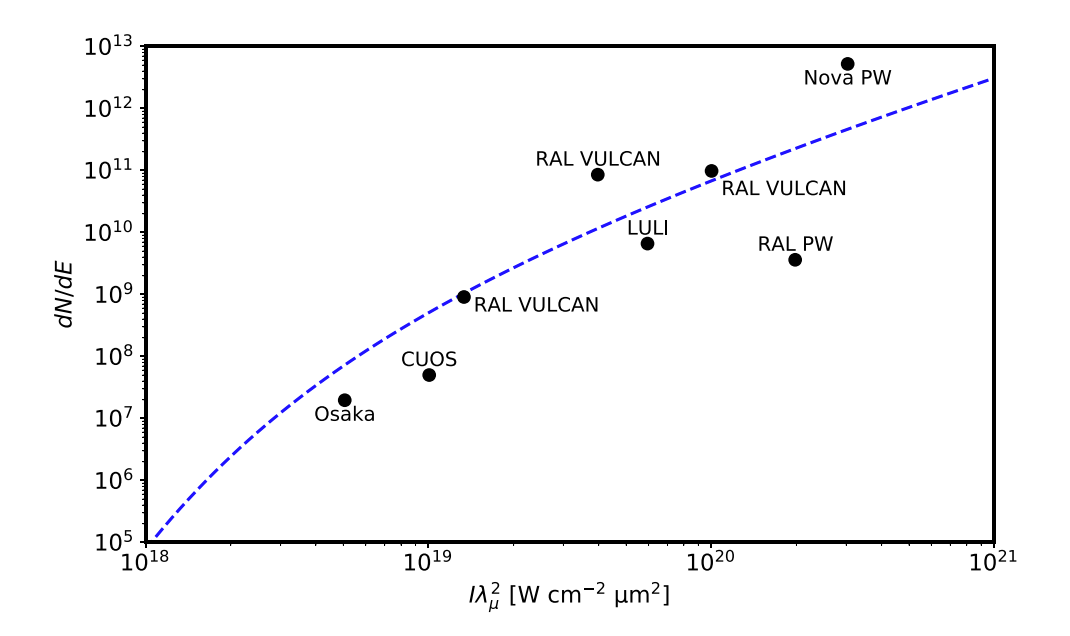 10^13
10^12
10^11
10^10
10^9
10^8
10^7
10^6
10^5
dN/dE
Nova PW
RAL VULCAN
RAL VULCAN
LULI
RAL PW
RAL VULCAN
CUOS
Osaka
10^18 10^19 10^20 10^21
Iλ_μ^2 [W cm^−2 μm^2]